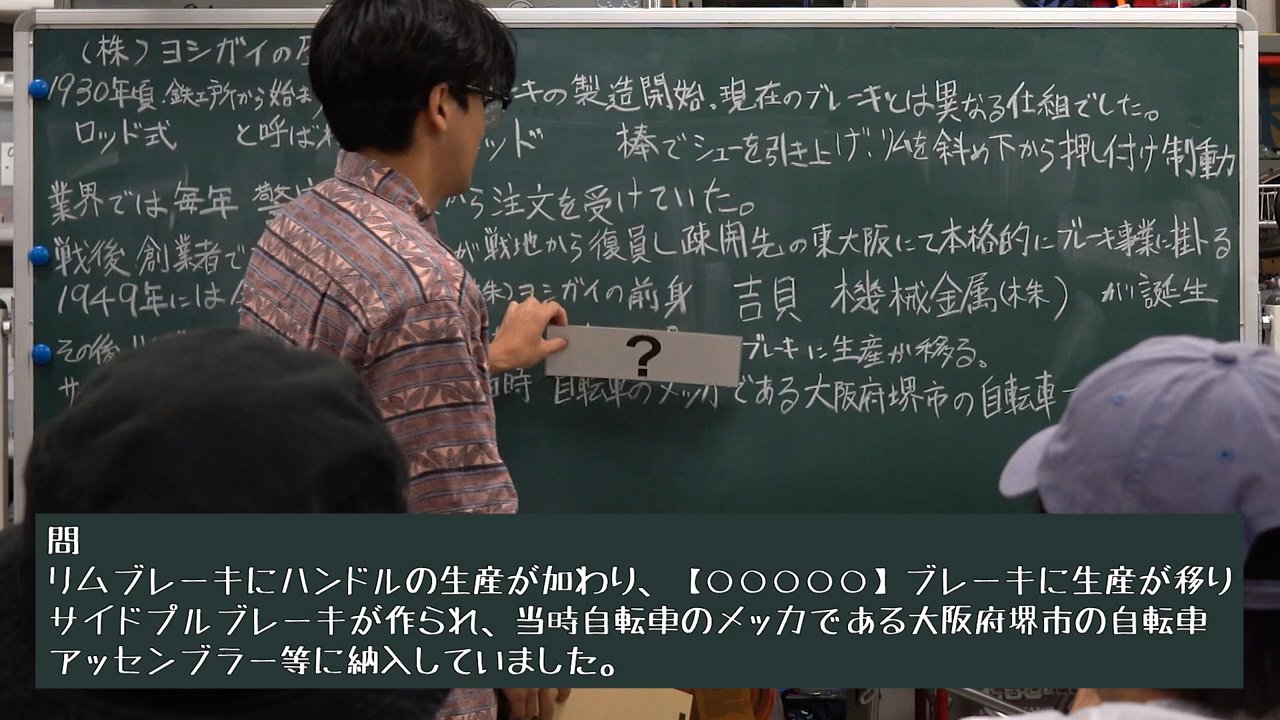 (株)ヨシガイの
1930年頃.鉄工所から始ま キの製造開始.現在のブレーキとは異なる仕組でした。
ロッド式 と呼ばれ ッド 棒でシューを引き上げ.リムを斜め下から押し付け制動
業界では毎年 警 から注文を受けていた。
戦後創業者で が戦地から復員し疎開先の東大阪にて本格的にブレーキ事業に掛トる
1949年には (株)ヨシガイの前身 吉貝 機械金属(株) が誕生
その後 ? ブレーキに生産が移る。
サ 当時 自転車のメッカである大阪府堺市の自転車ア
問
リムブレーキにハンドルの生産が加わり、【○○○○○】ブレーキに生産が移り
サイドプルブレーキが作られ、当時自転車のメッカである大阪府堺市の自転車
アッセンブラー等に納入していました。